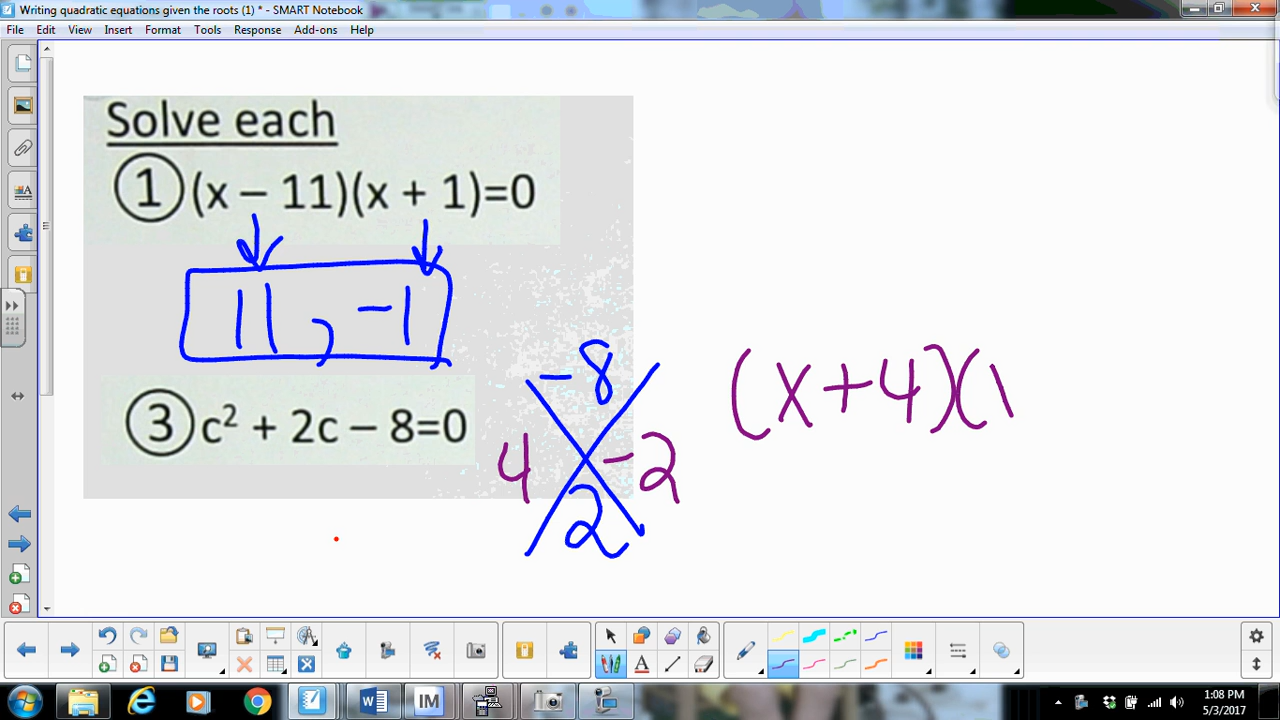 Writing quadratic equations given the roots (1) * - SMART Notebook
File Edit View Insert Format Tools Response Add-ons Help
Solve each
① (x – 11)(x + 1)=0
11 , -1
③ c² + 2c – 8=0
-8
4 -2
2
(x+4)(
A
IM
1:08 PM
5/3/2017